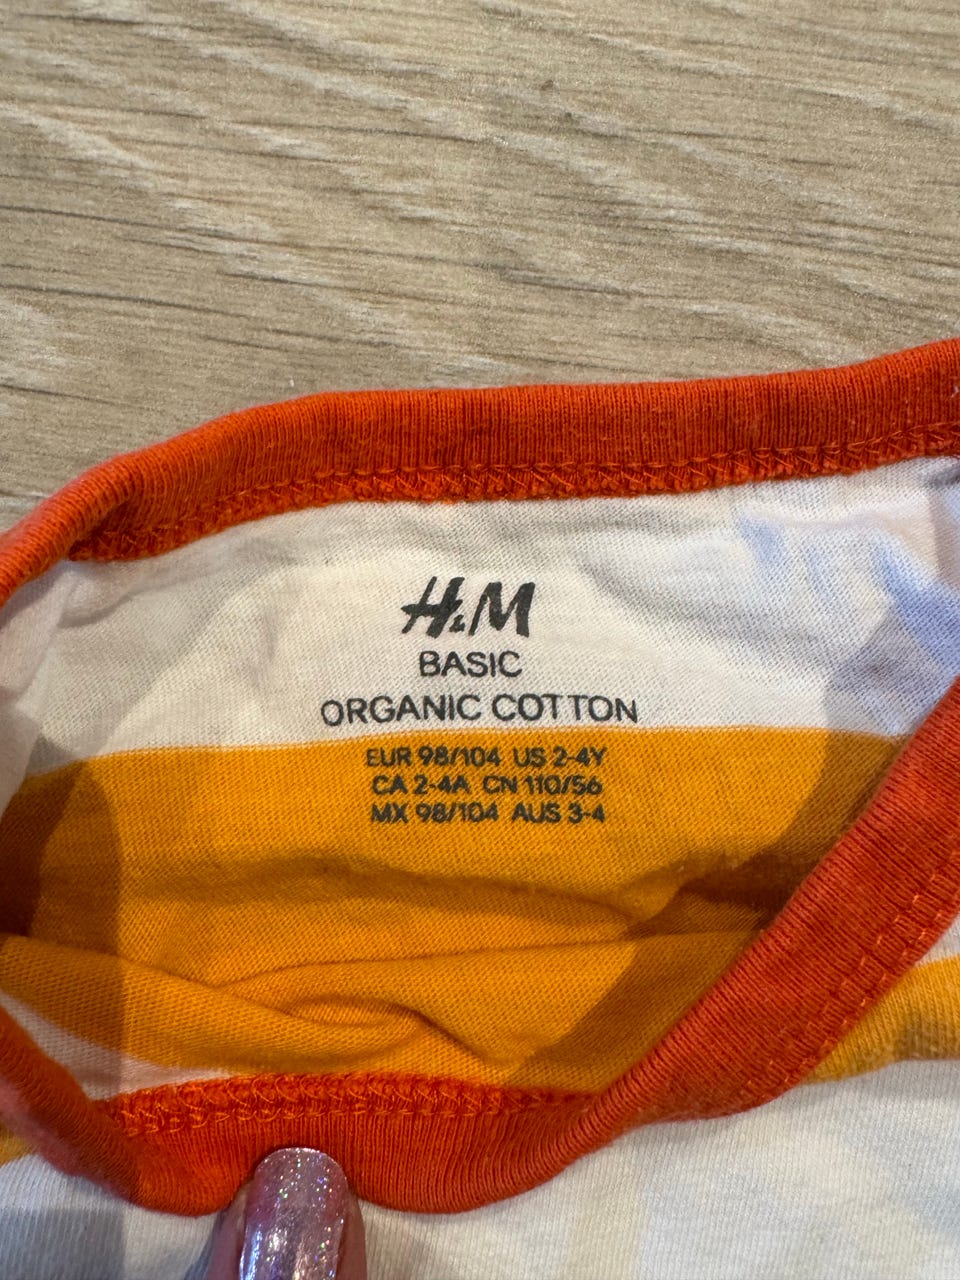 H&M
BASIC
ORGANIC COTTON
EUR 98/104 US 2-4Y
CA 2-4A CN 110/56
MX 98/104 AUS 3-4